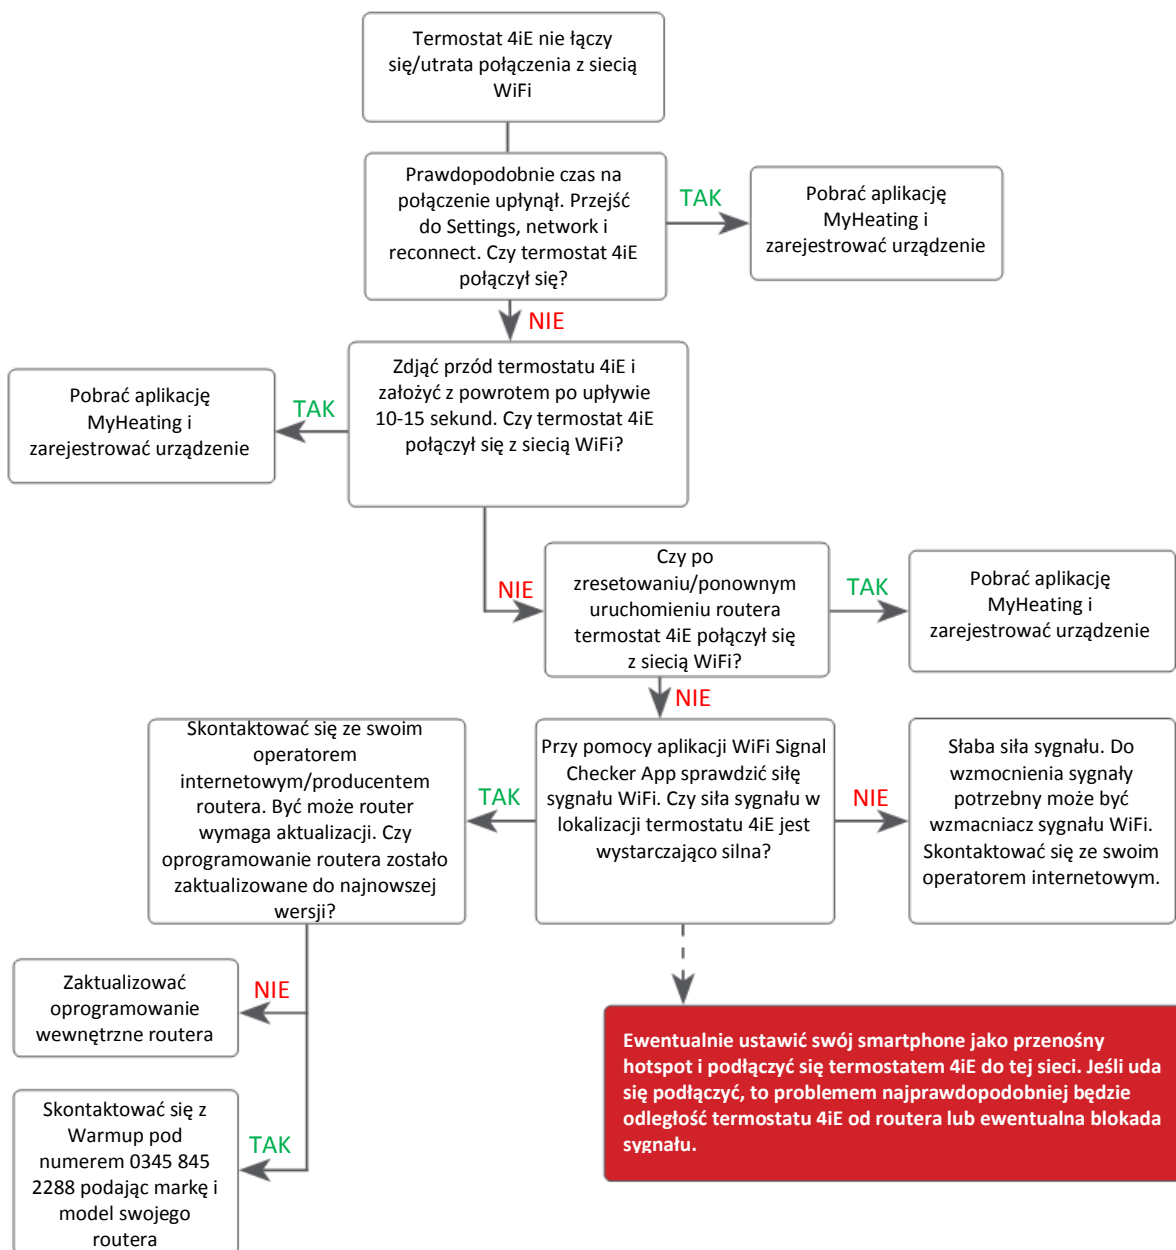 Termostat 4iE nie łączy
się/utrata połączenia z siecią
WiFi
Prawdopodobnie czas na
połączenie upłynął. Przejść
do Settings, network i
reconnect. Czy termostat 4iE
połączył się?
TAK
Pobrać aplikację
MyHeating i
zarejestrować urządzenie
NIE
Zdjąć przód termostatu 4iE i
założyć z powrotem po upływie
10-15 sekund. Czy termostat 4iE
połączył się z siecią WiFi?
TAK
Pobrać aplikację
MyHeating i
zarejestrować urządzenie
NIE
Czy po
zresetowaniu/ponownym
uruchomieniu routera
termostat 4iE połączył się
z siecią WiFi?
TAK
Pobrać aplikację
MyHeating i
zarejestrować urządzenie
NIE
Przy pomocy aplikacji WiFi Signal
Checker App sprawdzić siłę
sygnału WiFi. Czy siła sygnału w
lokalizacji termostatu 4iE jest
wystarczająco silna?
NIE
Słaba siła sygnału. Do
wzmocnienia sygnały
potrzebny może być
wzmacniacz sygnału WiFi.
Skontaktować się ze swoim
operatorem internetowym.
TAK
Skontaktować się ze swoim
operatorem
internetowym/producentem
routera. Być może router
wymaga aktualizacji. Czy
oprogramowanie routera zostało
zaktualizowane do najnowszej
wersji?
NIE
Zaktualizować
oprogramowanie
wewnętrzne routera
TAK
Skontaktować się z
Warmup pod
numerem 0345 845
2288 podając markę i
model swojego
routera
Ewentualnie ustawić swój smartphone jako przenośny
hotspot i podłączyć się termostatem 4iE do tej sieci. Jeśli uda
się podłączyć, to problemem najprawdopodobniej będzie
odległość termostatu 4iE od routera lub ewentualna blokada
sygnału.